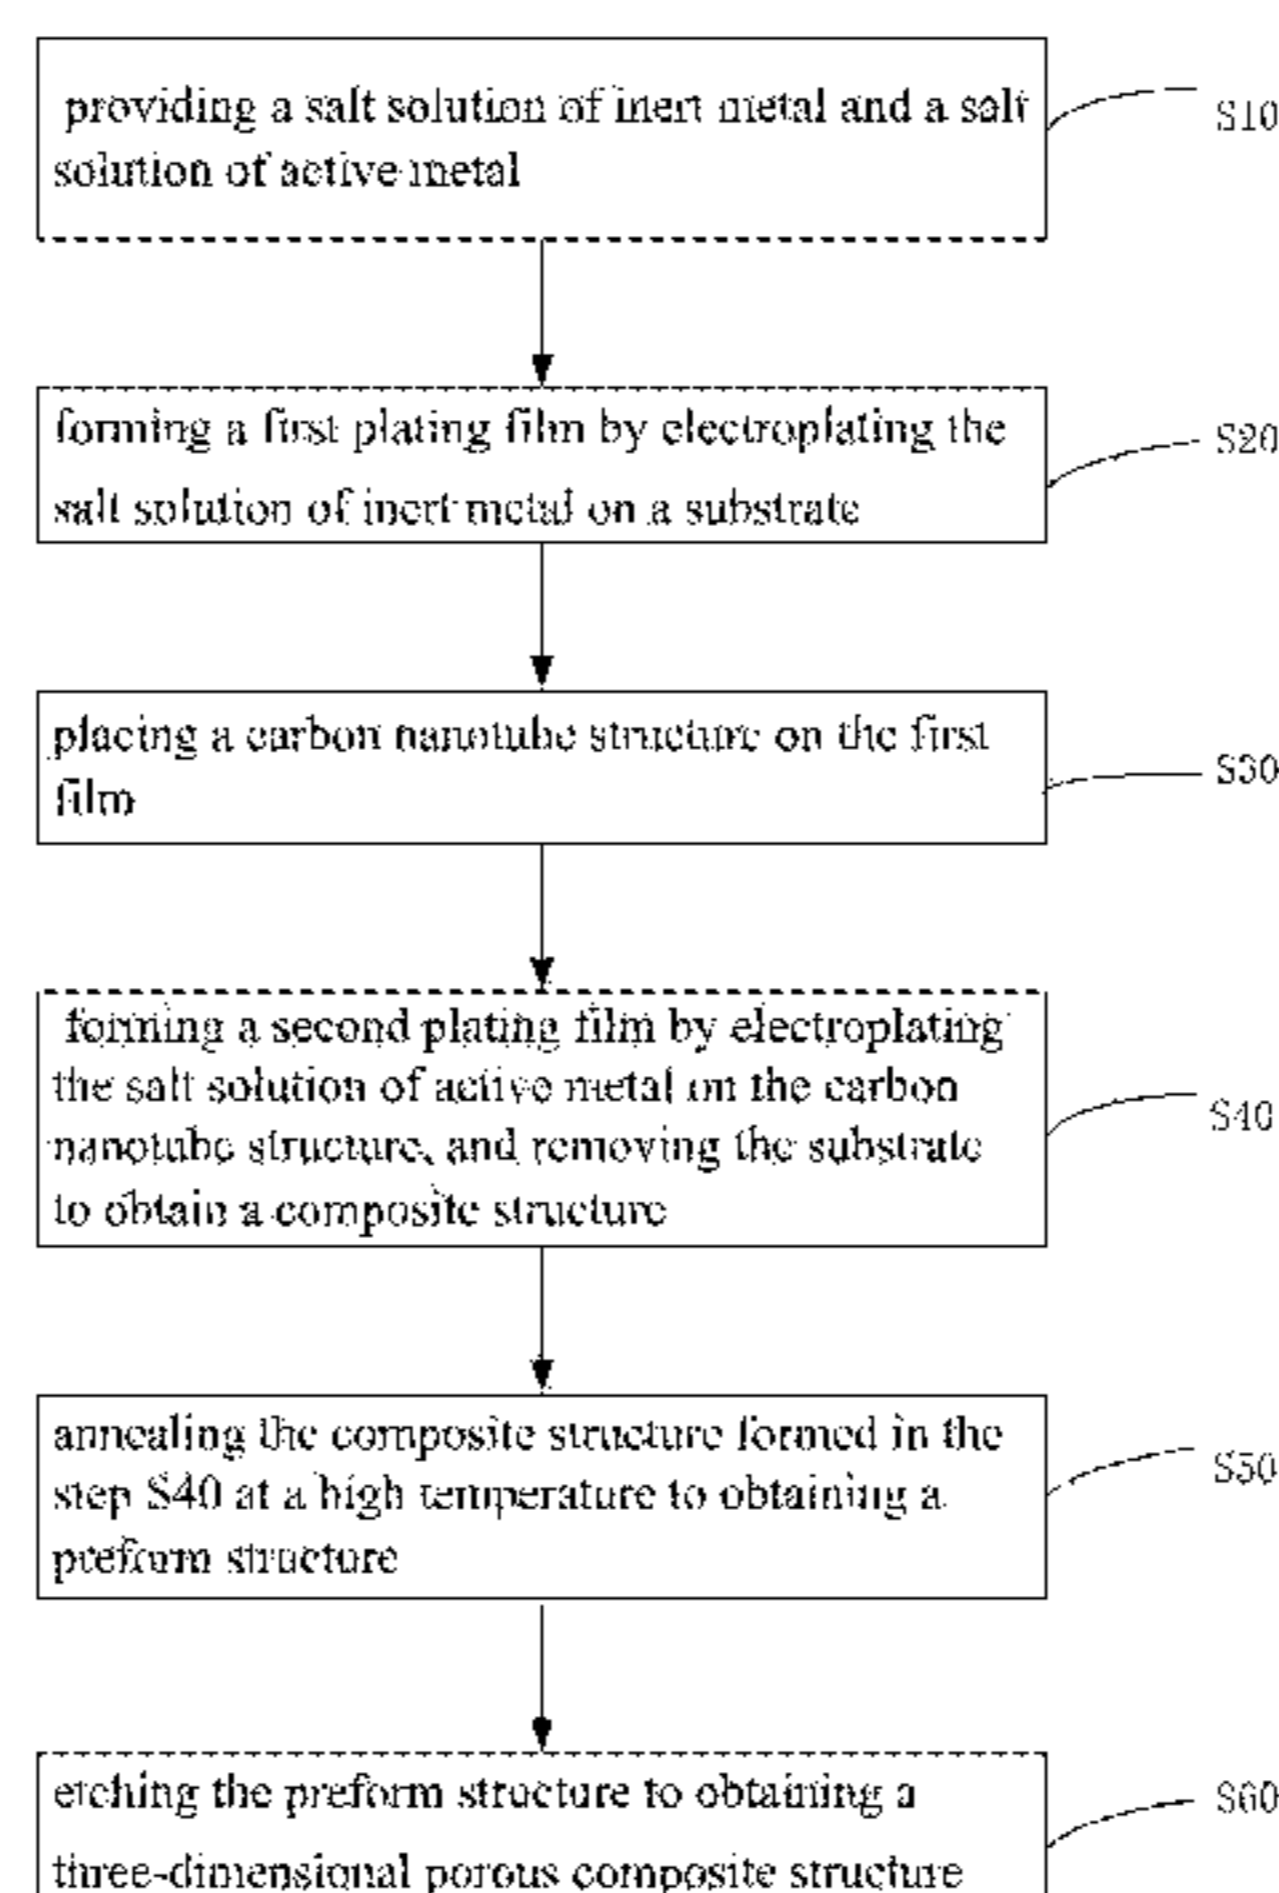 providing a salt solution of inert metal and a salt
S10
solution of active metal
forming a first plating film by electroplating the
S20
salt solution of inert metal on a substrate
placing a carbon nanotube structure on the first
S30
film
forming a second plating film by electroplating
the salt solution of active metal on the carbon
S40
nanotube structure, and removing the substrate
to obtain a composite structure
annealing the composite structure formed in the
S50
step S40 at a high temperature to obtaining a
preform structure
etching the preform structure to obtaining a
S60
three-dimensional porous composite structure